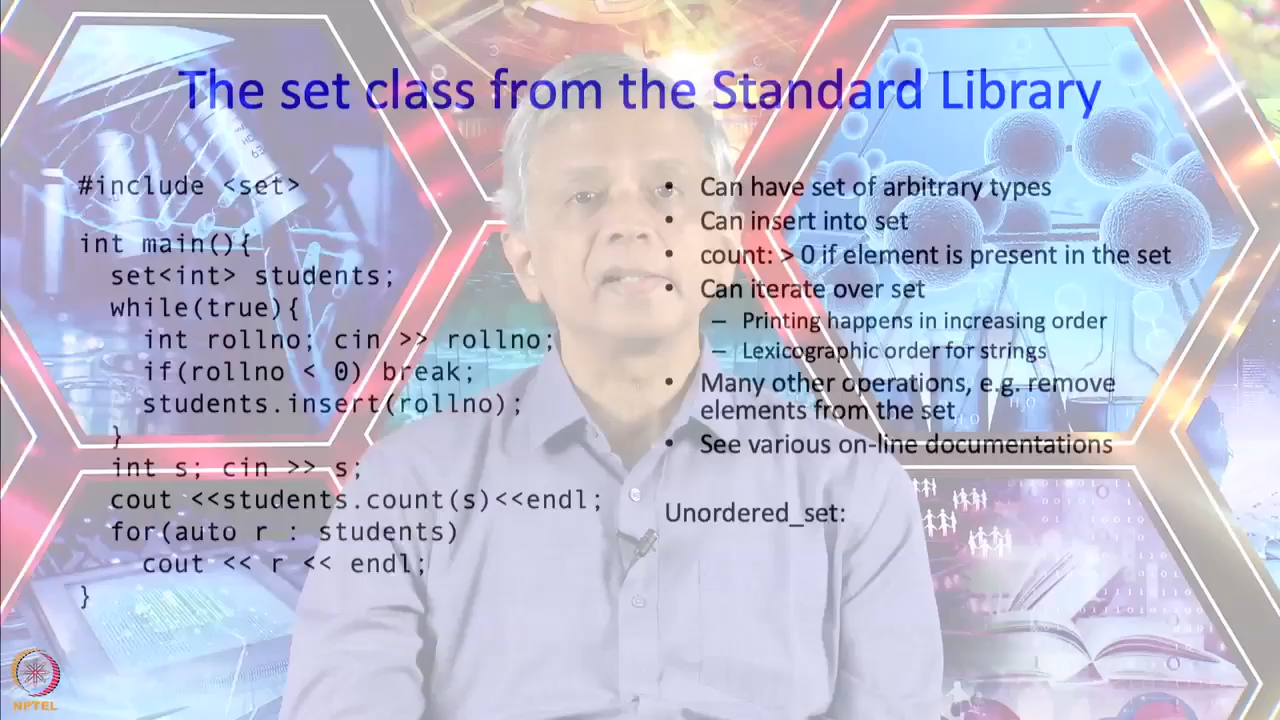 The set class from the Standard Library
#include <set>
int main(){
set<int> students;
while(true){
int rollno; cin >> rollno;
if(rollno < 0) break;
students.insert(rollno);
}
int s; cin >> s;
cout <<students.count(s)<<endl;
for(auto r : students)
cout << r << endl;
}
• Can have set of arbitrary types
• Can insert into set
• count: > 0 if element is present in the set
• Can iterate over set
– Printing happens in increasing order
– Lexicographic order for strings
• Many other operations, e.g. remove
elements from the set
• See various on-line documentations
Unordered_set:
H₂O
H₂O
NPTEL